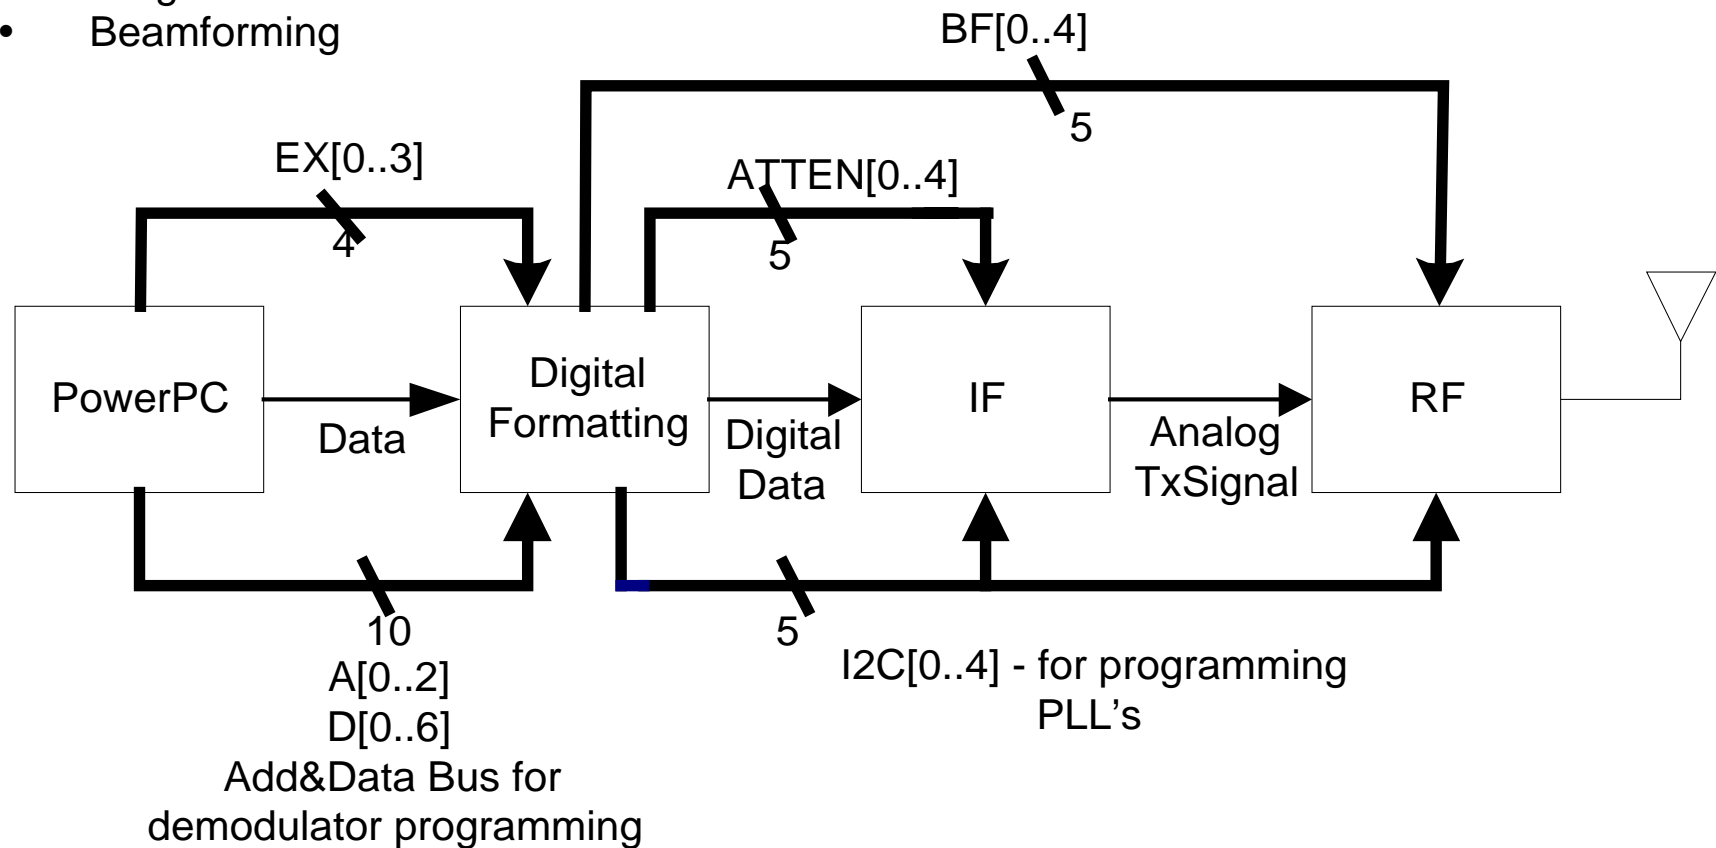 • Beamforming
BF[0..4]
5
EX[0..3]
4
ATTEN[0..4]
5
PowerPC
Data
Digital
Formatting
Digital
Data
IF
Analog
TxSignal
RF
10
A[0..2]
D[0..6]
Add&Data Bus for
demodulator programming
5
I2C[0..4] - for programming
PLL's